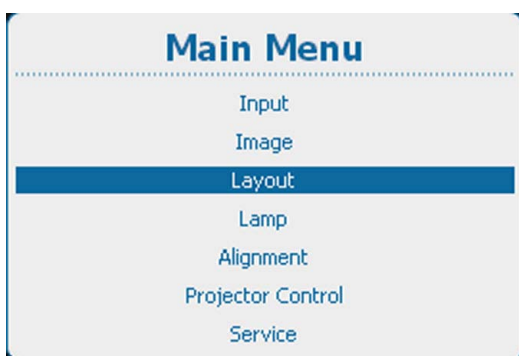 Main Menu
Input
Image
Layout
Lamp
Alignment
Projector Control
Service